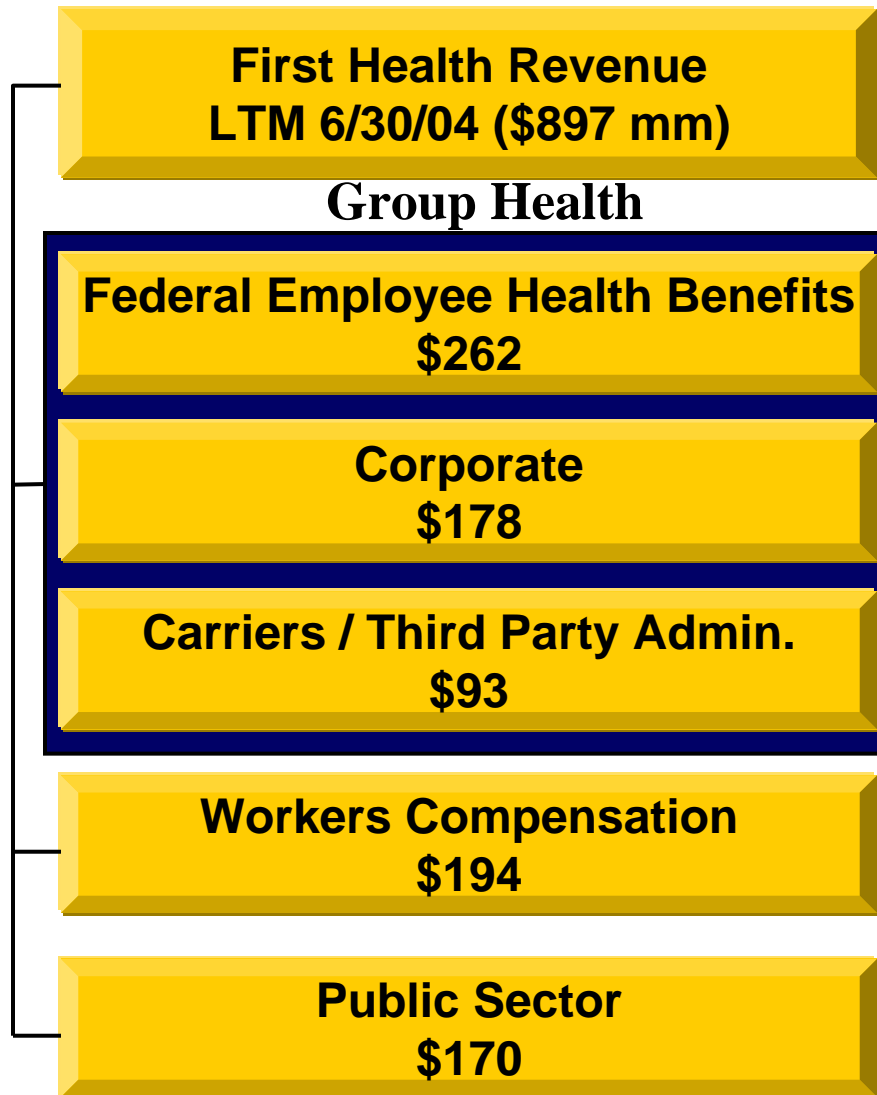 First Health Revenue
LTM 6/30/04 ($897 mm)
Group Health
Federal Employee Health Benefits
$262
Corporate
$178
Carriers / Third Party Admin.
$93
Workers Compensation
$194
Public Sector
$170